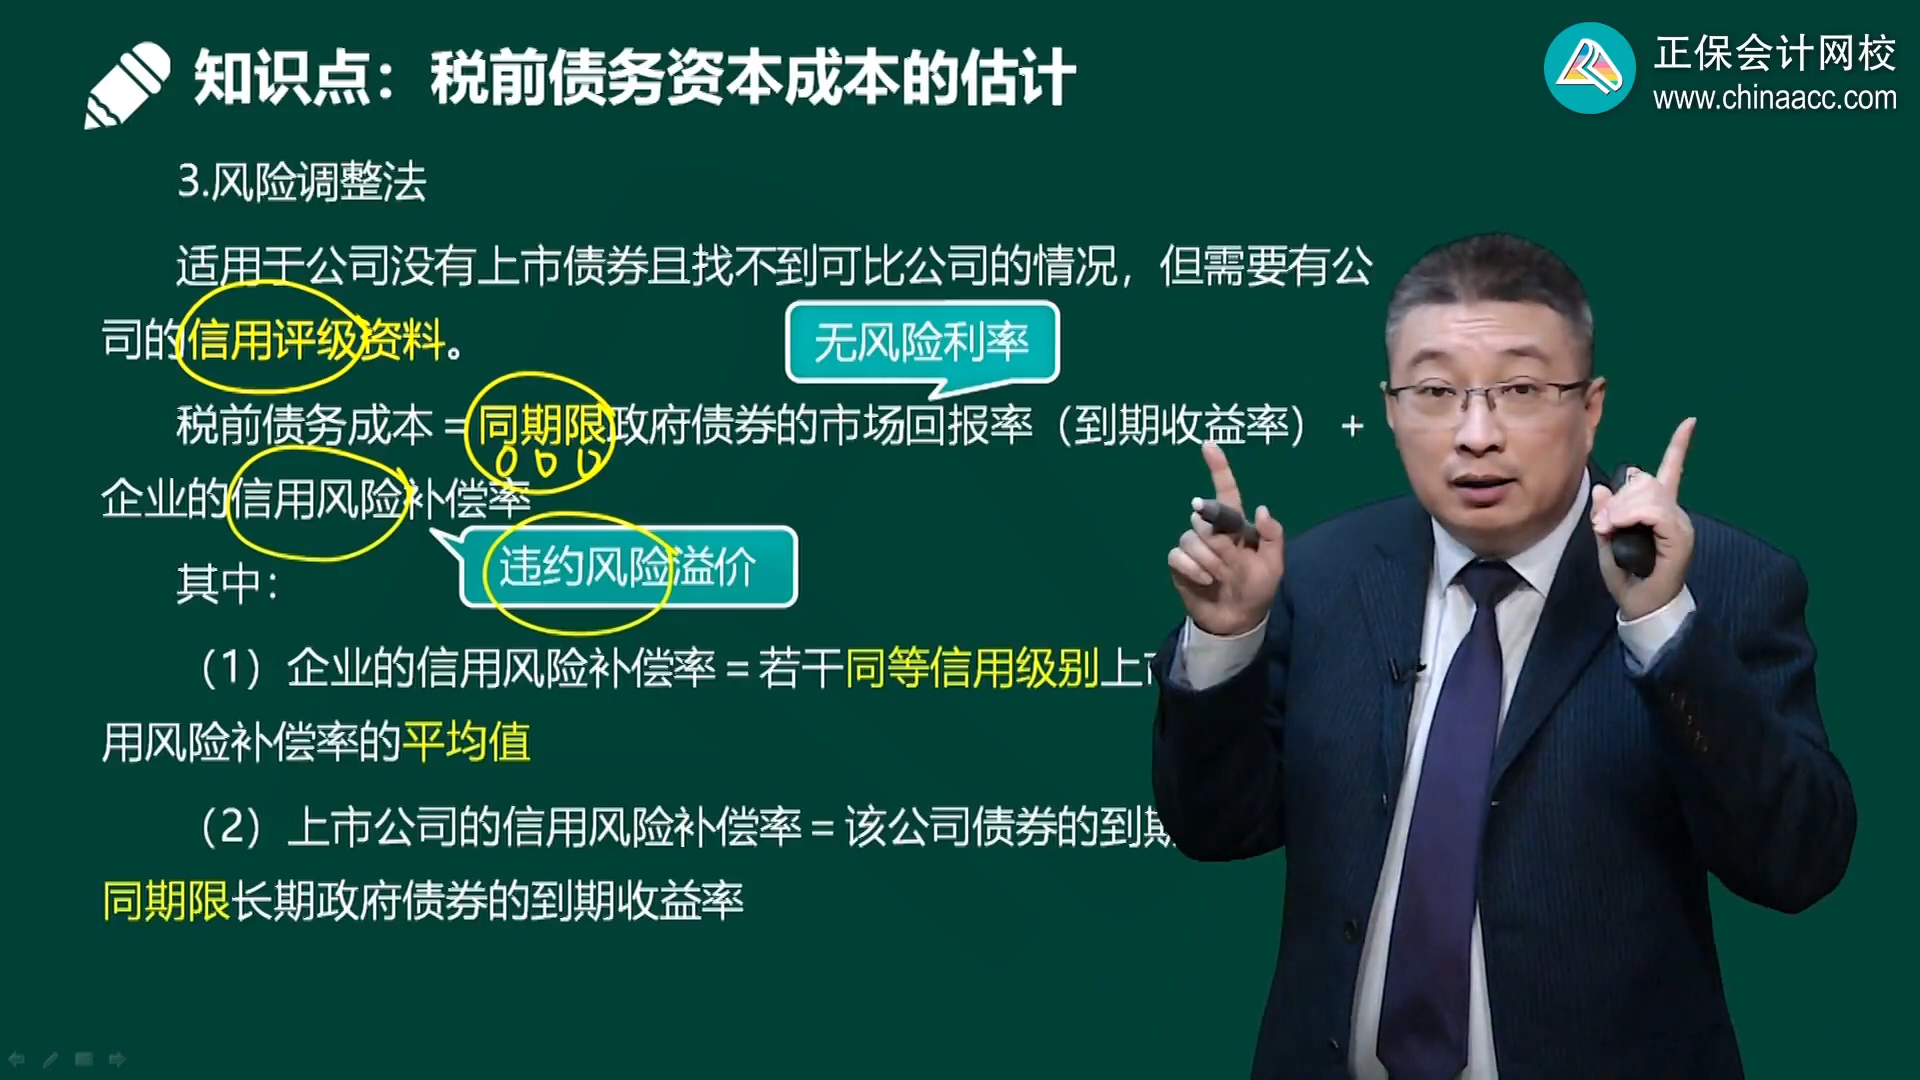 知识点：税前债务资本成本的估计
正保会计网校
www.chinaacc.com
3.风险调整法
适用于公司没有上市债券且找不到可比公司的情况，但需要有公
司的信用评级资料。
无风险利率
税前债务成本＝同期限政府债券的市场回报率（到期收益率）＋
企业的信用风险补偿率
违约风险溢价
其中：
（1）企业的信用风险补偿率＝若干同等信用级别上
用风险补偿率的平均值
（2）上市公司的信用风险补偿率＝该公司债券的到
同期限长期政府债券的到期收益率